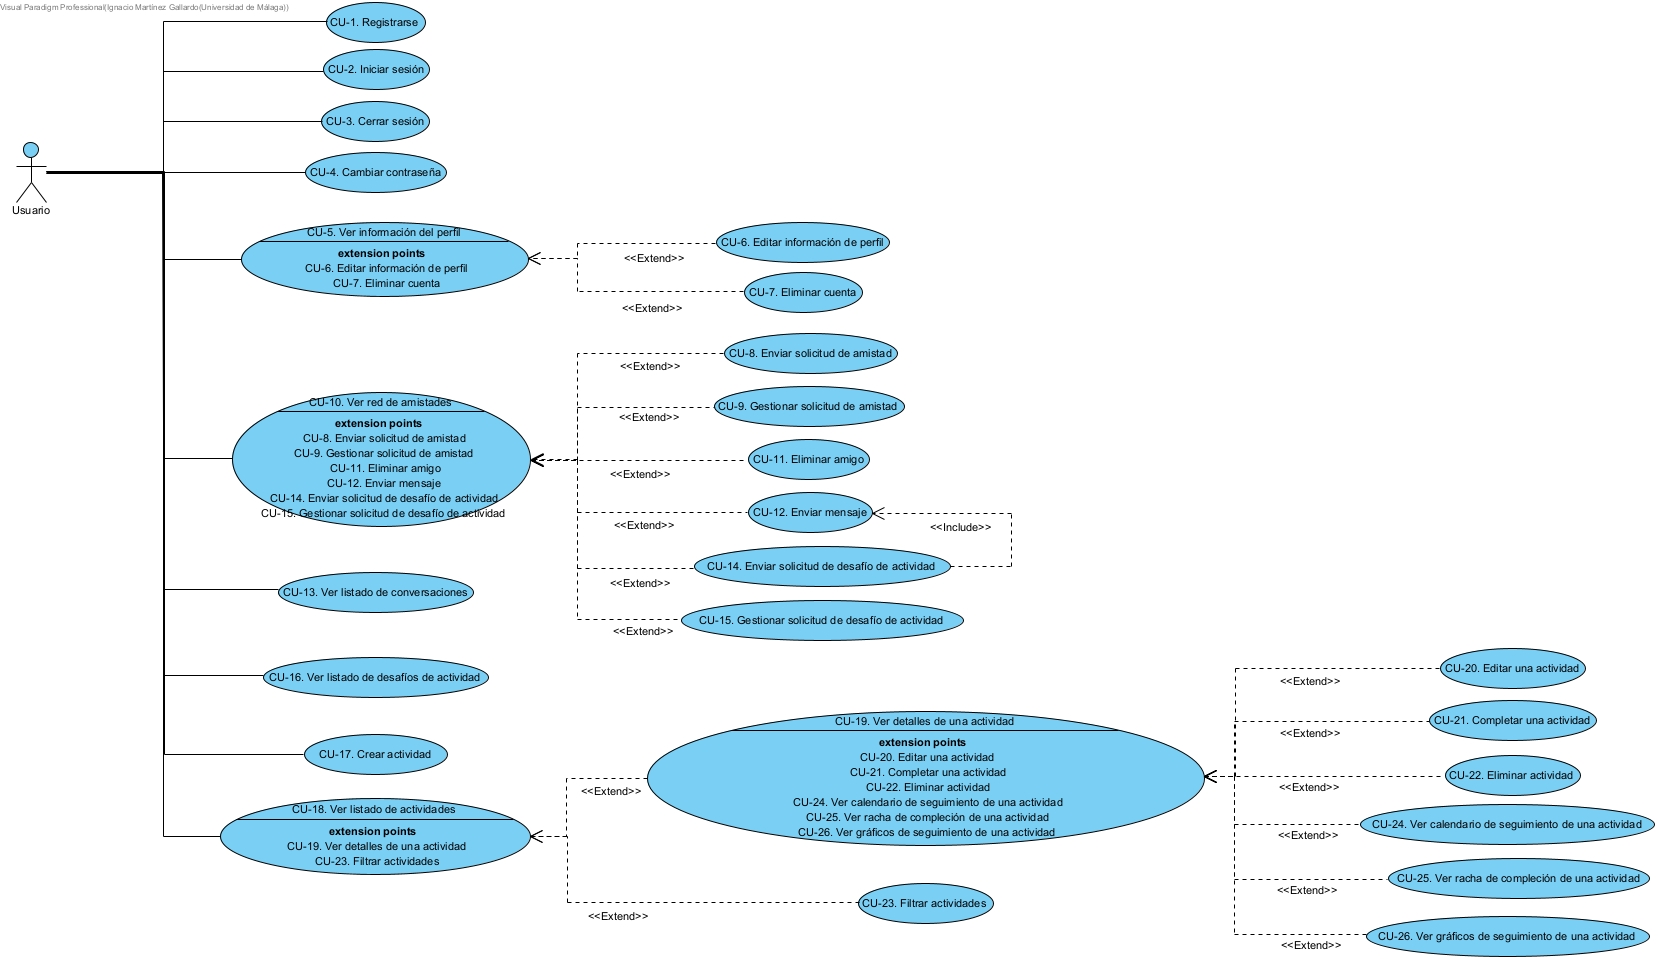 Visual Paradigm Professional(Ignacio Martínez Gallardo(Universidad de Málaga))
CU-1. Registrarse
CU-2. Iniciar sesión
CU-3. Cerrar sesión
CU-4. Cambiar contraseña
Usuario
CU-5. Ver información del perfil
extension points
CU-6. Editar información de perfil
CU-7. Eliminar cuenta
CU-6. Editar información de perfil
<<Extend>>
CU-7. Eliminar cuenta
<<Extend>>
CU-8. Enviar solicitud de amistad
<<Extend>>
CU-9. Gestionar solicitud de amistad
<<Extend>>
CU-10. Ver red de amistades
extension points
CU-8. Enviar solicitud de amistad
CU-9. Gestionar solicitud de amistad
CU-11. Eliminar amigo
CU-12. Enviar mensaje
CU-14. Enviar solicitud de desafío de actividad
CU-15. Gestionar solicitud de desafío de actividad
CU-11. Eliminar amigo
<<Extend>>
CU-12. Enviar mensaje
<<Extend>>
<<Include>>
CU-14. Enviar solicitud de desafío de actividad
<<Extend>>
CU-15. Gestionar solicitud de desafío de actividad
<<Extend>>
CU-13. Ver listado de conversaciones
CU-16. Ver listado de desafíos de actividad
CU-17. Crear actividad
CU-18. Ver listado de actividades
extension points
CU-19. Ver detalles de una actividad
CU-23. Filtrar actividades
<<Extend>>
CU-19. Ver detalles de una actividad
extension points
CU-20. Editar una actividad
CU-21. Completar una actividad
CU-22. Eliminar actividad
CU-24. Ver calendario de seguimiento de una actividad
CU-25. Ver racha de compleción de una actividad
CU-26. Ver gráficos de seguimiento de una actividad
CU-23. Filtrar actividades
<<Extend>>
CU-20. Editar una actividad
<<Extend>>
CU-21. Completar una actividad
<<Extend>>
CU-22. Eliminar actividad
<<Extend>>
CU-24. Ver calendario de seguimiento de una actividad
<<Extend>>
CU-25. Ver racha de compleción de una actividad
<<Extend>>
CU-26. Ver gráficos de seguimiento de una actividad
<<Extend>>